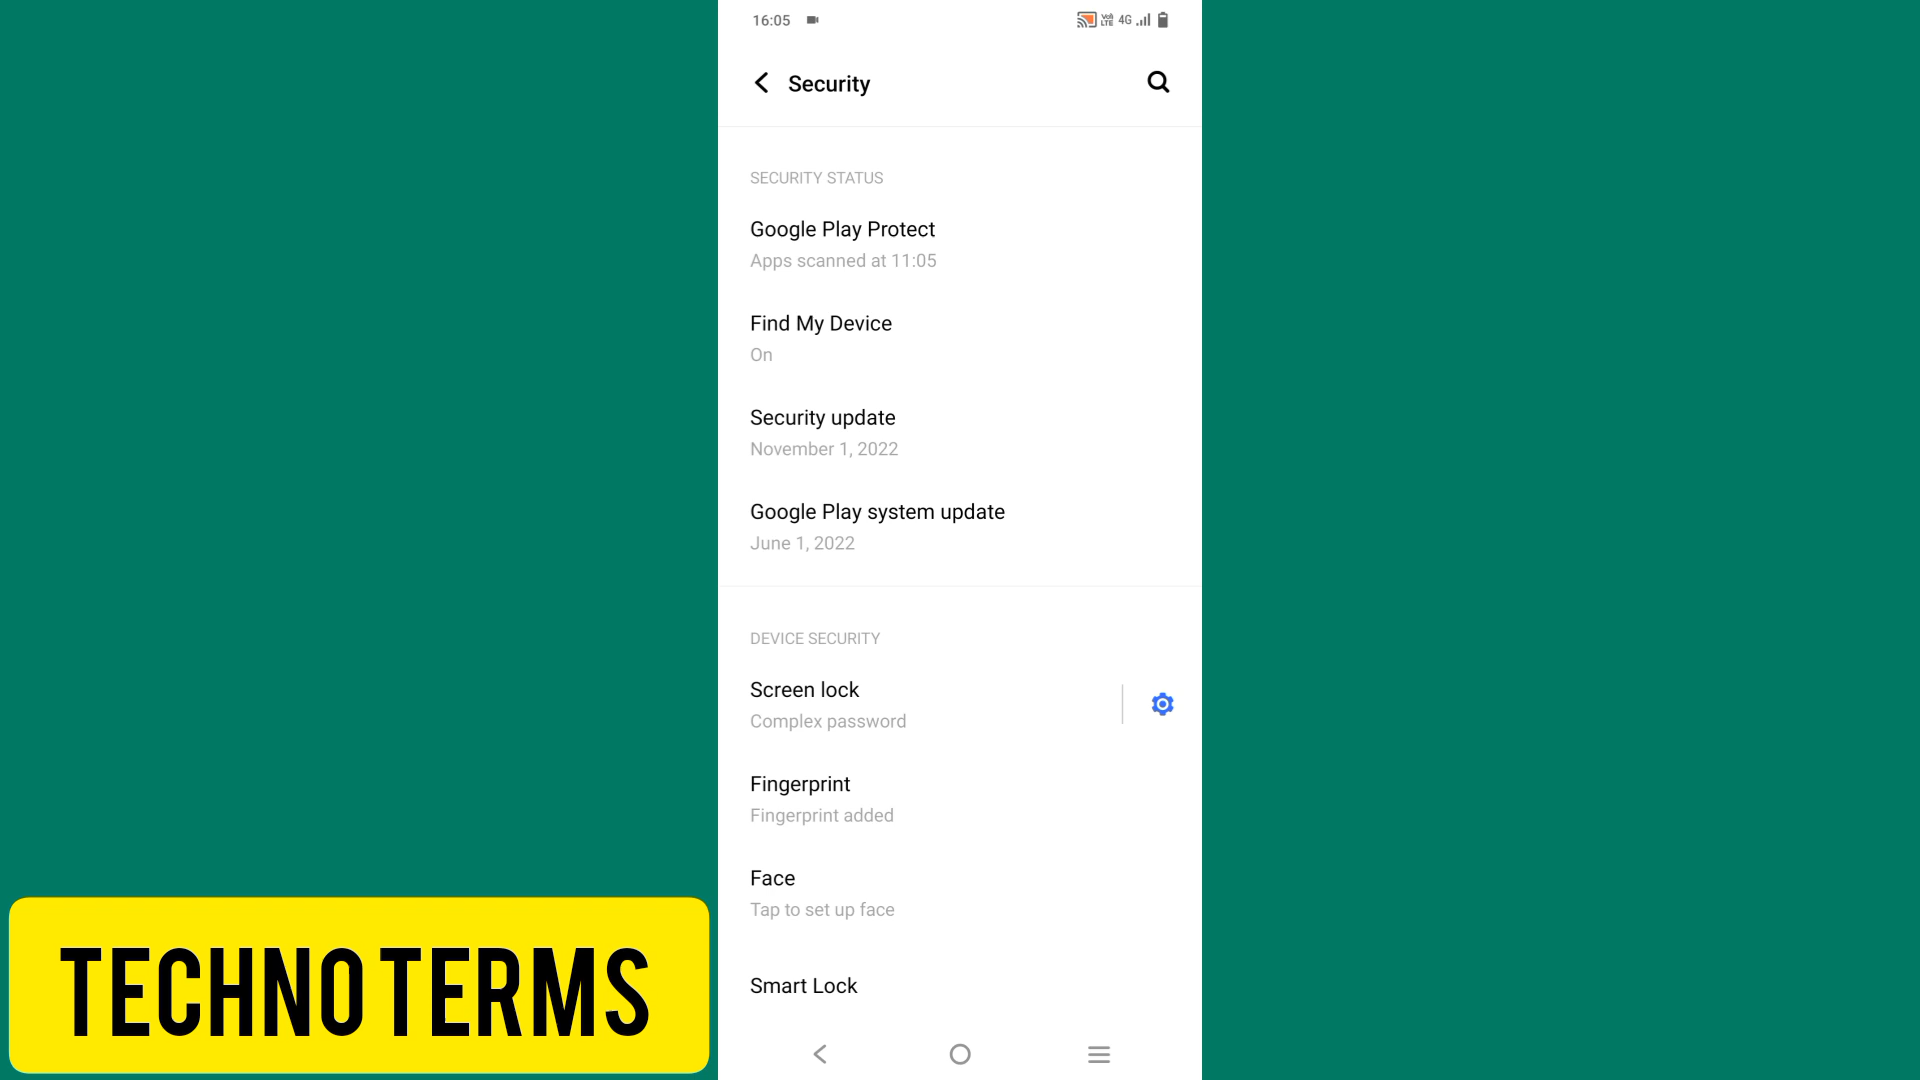 16:05
VoLTE 4G
Security
SECURITY STATUS
Google Play Protect
Apps scanned at 11:05
Find My Device
On
Security update
November 1, 2022
Google Play system update
June 1, 2022
DEVICE SECURITY
Screen lock
Complex password
Fingerprint
Fingerprint added
Face
Tap to set up face
Smart Lock
TECHNO TERMS